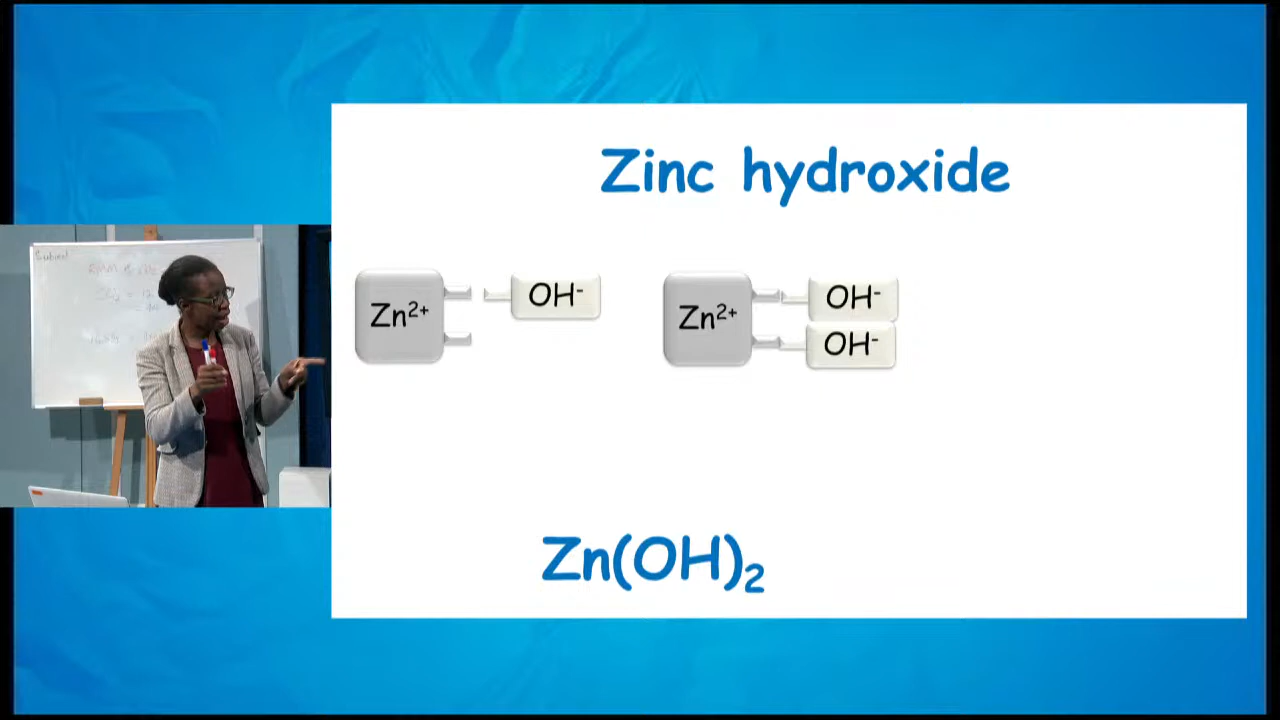 Zinc hydroxide
Zn²⁺ OH⁻ Zn²⁺ OH⁻
OH⁻
Zn(OH)₂